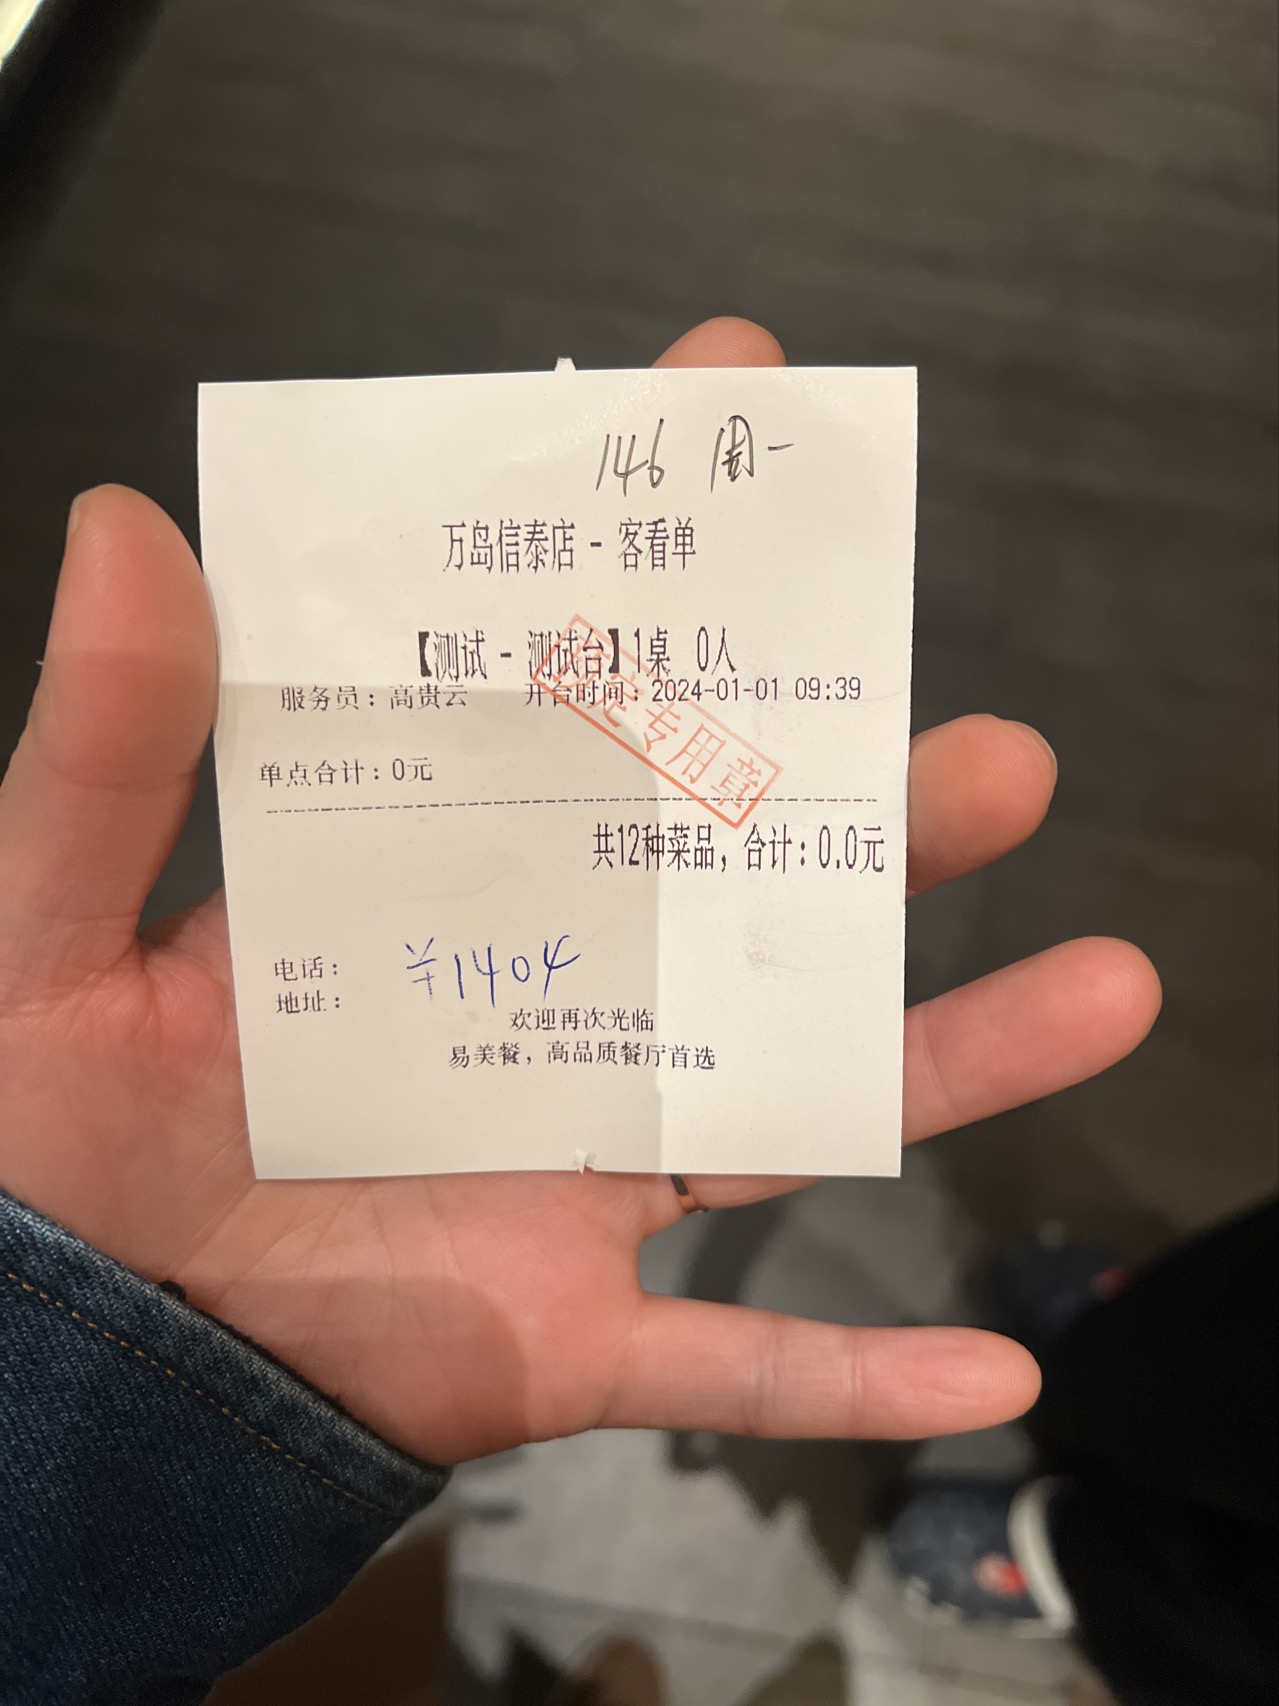 146 周一
万岛信泰店 - 客看单
【测试 - 测试台】1桌 0人
服务员：高贵云 开台时间：2024-01-01 09:39
定专用章
单点合计：0元
共12种菜品，合计：0.0元
¥1404
电话：
地址：
欢迎再次光临
易美餐，高品质餐厅首选